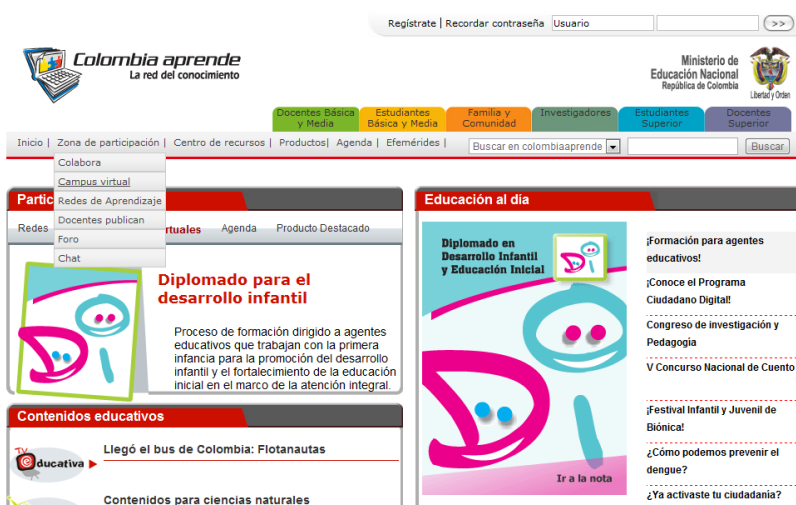 Regístrate | Recordar contraseña Usuario >>
Colombia aprende
La red del conocimiento
Ministerio de
Educación Nacional
República de Colombia
Libertad y Orden
Docentes Básica
y Media
Estudiantes
Básica y Media
Familia y
Comunidad
Investigadores
Estudiantes
Superior
Docentes
Superior
Inicio | Zona de participación | Centro de recursos | Productos| Agenda | Efemérides | Buscar en colombiaaprende Buscar
Colabora
Campus virtual
Redes de Aprendizaje
Docentes publican
Foro
Chat
Partic
Redes rtuales Agenda Producto Destacado
Diplomado para el
desarrollo infantil
Proceso de formación dirigido a agentes
educativos que trabajan con la primera
infancia para la promoción del desarrollo
infantil y el fortalecimiento de la educación
inicial en el marco de la atención integral.
Contenidos educativos
TV
educativa
Llegó el bus de Colombia: Flotanautas
Contenidos para ciencias naturales
Educación al día
Diplomado en
Desarrollo Infantil
y Educación Inicial
Ir a la nota
¡Formación para agentes
educativos!
¡Conoce el Programa
Ciudadano Digital!
Congreso de investigación y
Pedagogia
V Concurso Nacional de Cuento
¡Festival Infantil y Juvenil de
Biónica!
¿Cómo podemos prevenir el
dengue?
¿Ya activaste tu ciudadanía?